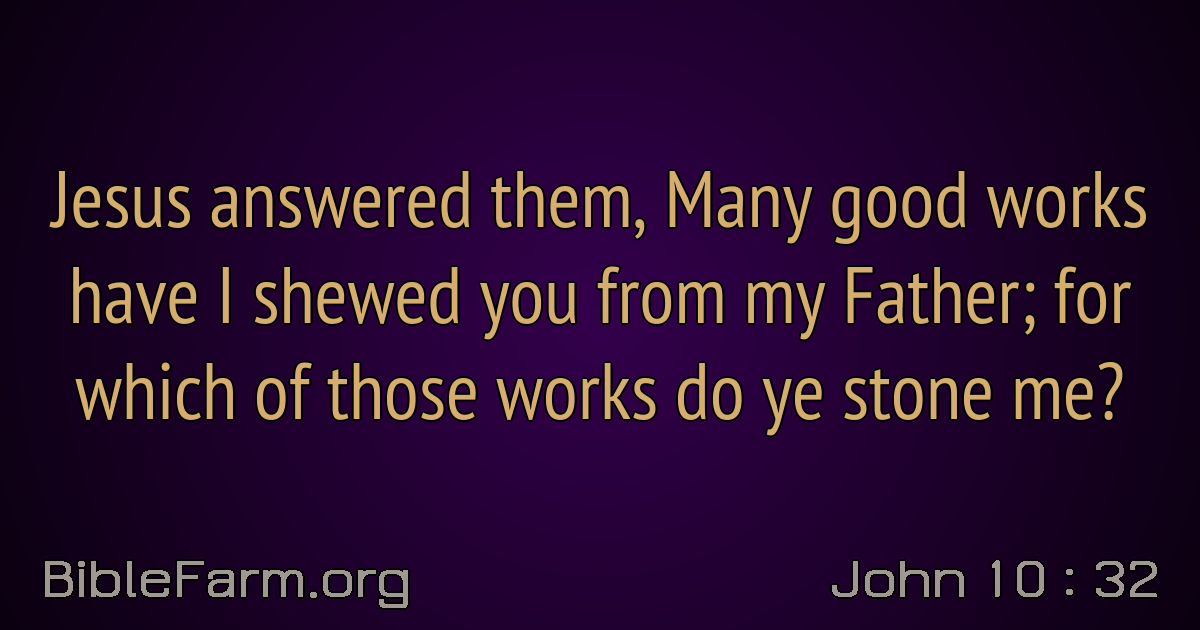 Jesus answered them, Many good works
have I shewed you from my Father; for
which of those works do ye stone me?
BibleFarm.org
John 10 : 32